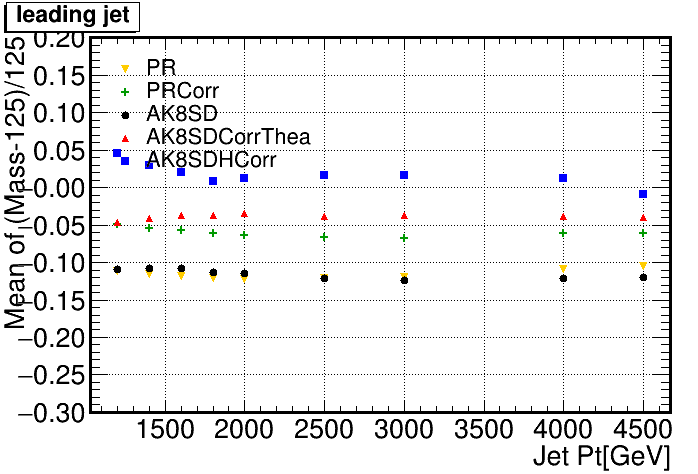 leading jet
Mean of (Mass-125)/125
0.20
0.15
0.10
0.05
−0.00
−0.05
−0.10
−0.15
−0.20
−0.25
−0.30
PR
PRCorr
AK8SD
AK8SDCorrThea
AK8SDHCorr
1500 2000 2500 3000 3500 4000 4500
Jet Pt[GeV]